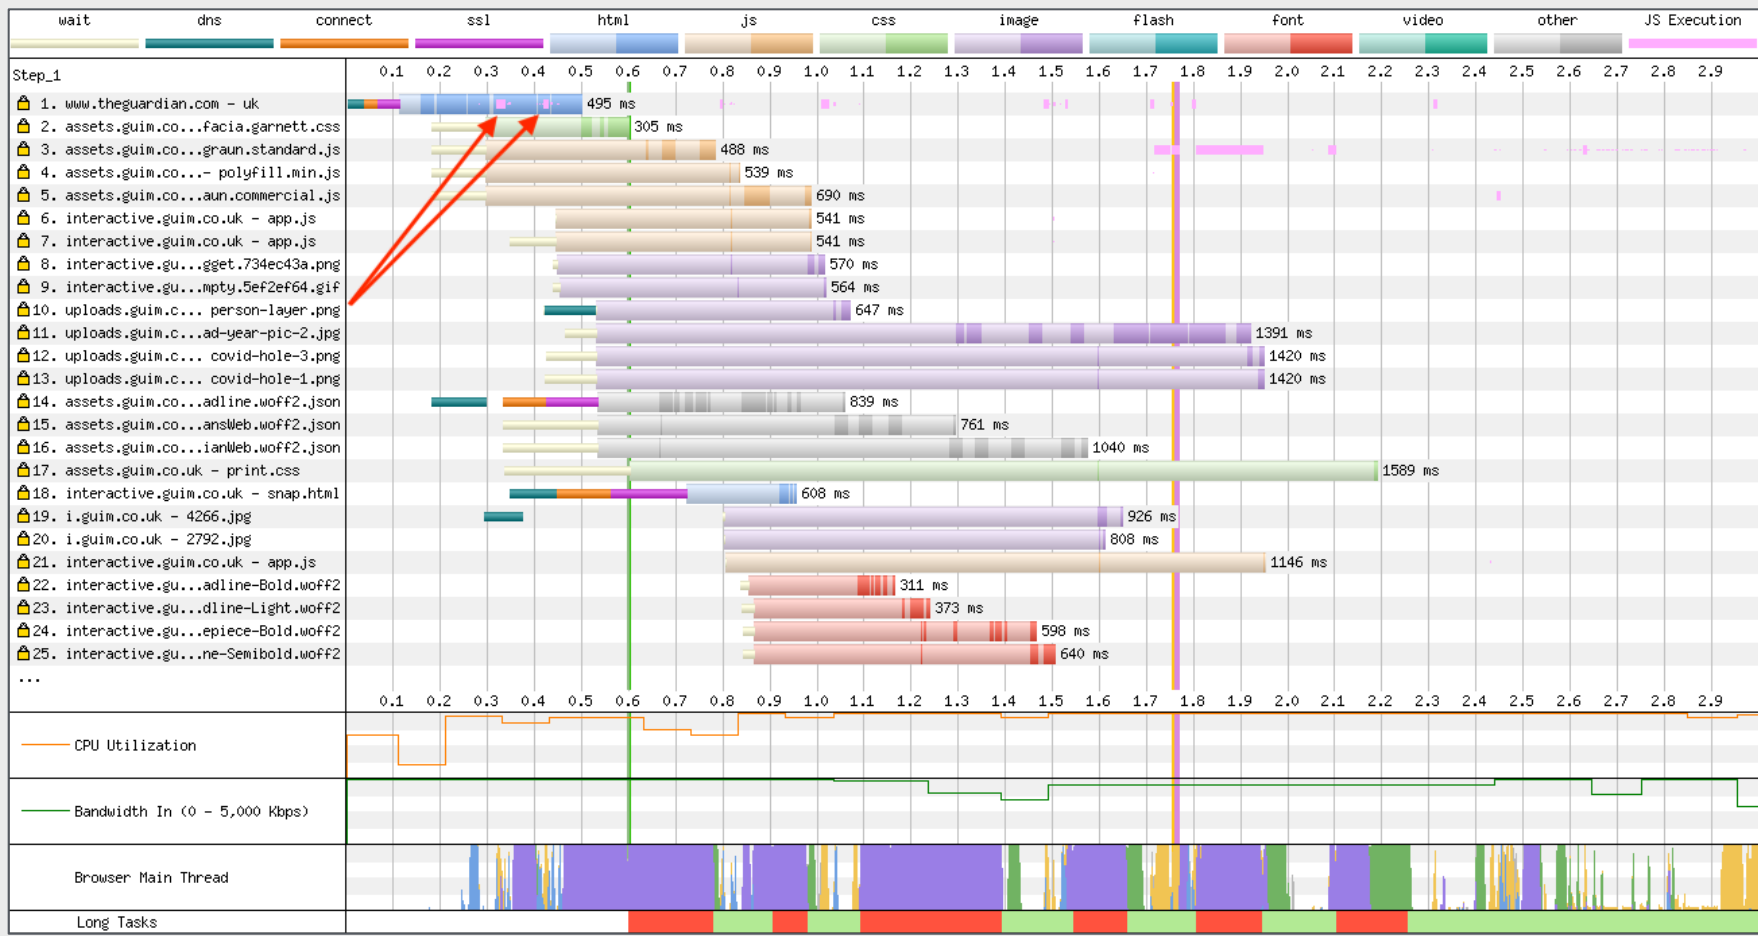 wait dns connect ssl html js css image flash font video other JS Execution
Step_1 0.1 0.2 0.3 0.4 0.5 0.6 0.7 0.8 0.9 1.0 1.1 1.2 1.3 1.4 1.5 1.6 1.7 1.8 1.9 2.0 2.1 2.2 2.3 2.4 2.5 2.6 2.7 2.8 2.9
1. www.theguardian.com - uk 495 ms
2. assets.guim.co...facia.garnett.css 305 ms
3. assets.guim.co...graun.standard.js 488 ms
4. assets.guim.co...- polyfill.min.js 539 ms
5. assets.guim.co...aun.commercial.js 690 ms
6. interactive.guim.co.uk - app.js 541 ms
7. interactive.guim.co.uk - app.js 541 ms
8. interactive.gu...gget.734ec43a.png 570 ms
9. interactive.gu...mpty.5ef2ef64.gif 564 ms
10. uploads.guim.c... person-layer.png 647 ms
11. uploads.guim.c...ad-year-pic-2.jpg 1391 ms
12. uploads.guim.c... covid-hole-3.png 1420 ms
13. uploads.guim.c... covid-hole-1.png 1420 ms
14. assets.guim.co...adline.woff2.json 839 ms
15. assets.guim.co...ansWeb.woff2.json 761 ms
16. assets.guim.co...ianWeb.woff2.json 1040 ms
17. assets.guim.co.uk - print.css 1589 ms
18. interactive.guim.co.uk - snap.html 608 ms
19. i.guim.co.uk - 4266.jpg 926 ms
20. i.guim.co.uk - 2792.jpg 808 ms
21. interactive.guim.co.uk - app.js 1146 ms
22. interactive.gu...adline-Bold.woff2 311 ms
23. interactive.gu...dline-Light.woff2 373 ms
24. interactive.gu...epiece-Bold.woff2 598 ms
25. interactive.gu...ne-Semibold.woff2 640 ms
...
0.1 0.2 0.3 0.4 0.5 0.6 0.7 0.8 0.9 1.0 1.1 1.2 1.3 1.4 1.5 1.6 1.7 1.8 1.9 2.0 2.1 2.2 2.3 2.4 2.5 2.6 2.7 2.8 2.9
CPU Utilization
Bandwidth In (0 - 5,000 Kbps)
Browser Main Thread
Long Tasks